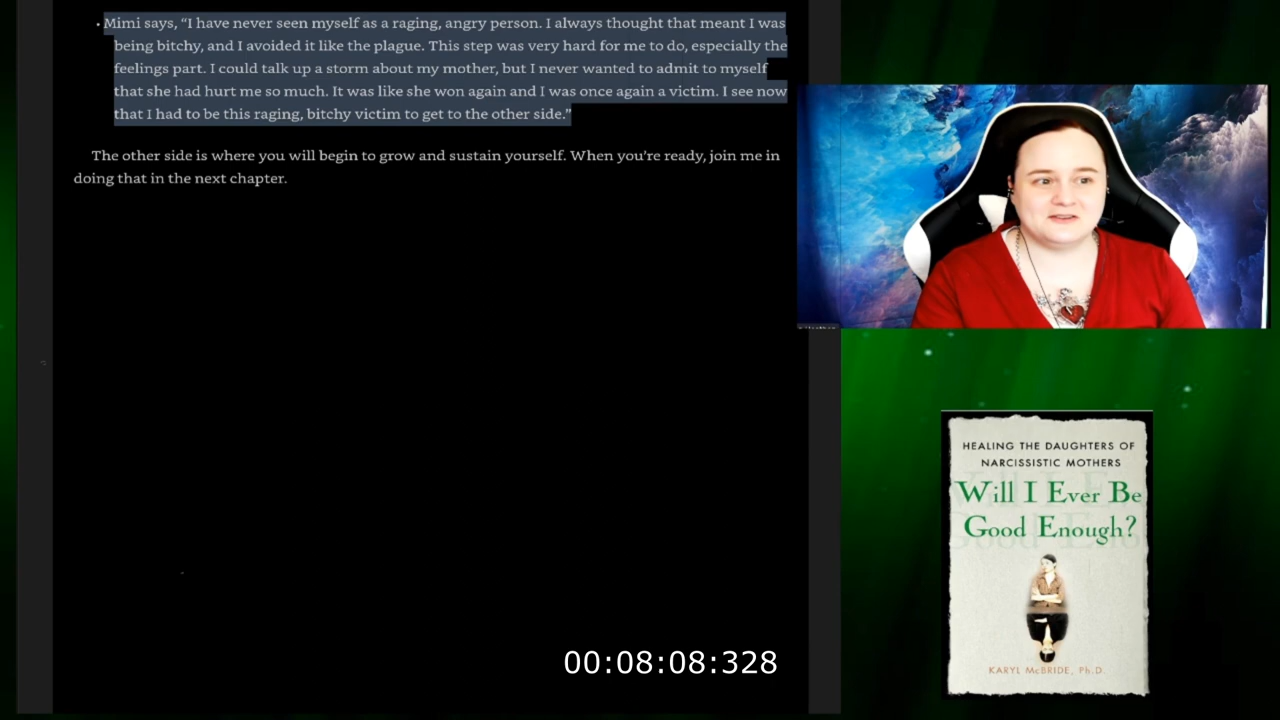 • Mimi says, “I have never seen myself as a raging, angry person. I always thought that meant I was
being bitchy, and I avoided it like the plague. This step was very hard for me to do, especially the
feelings part. I could talk up a storm about my mother, but I never wanted to admit to myself
that she had hurt me so much. It was like she won again and I was once again a victim. I see now
that I had to be this raging, bitchy victim to get to the other side.”
The other side is where you will begin to grow and sustain yourself. When you’re ready, join me in
doing that in the next chapter.
HEALING THE DAUGHTERS OF
NARCISSISTIC MOTHERS
Will I Ever Be
Good Enough?
KARYL McBRIDE, Ph.D.
00:08:08:328